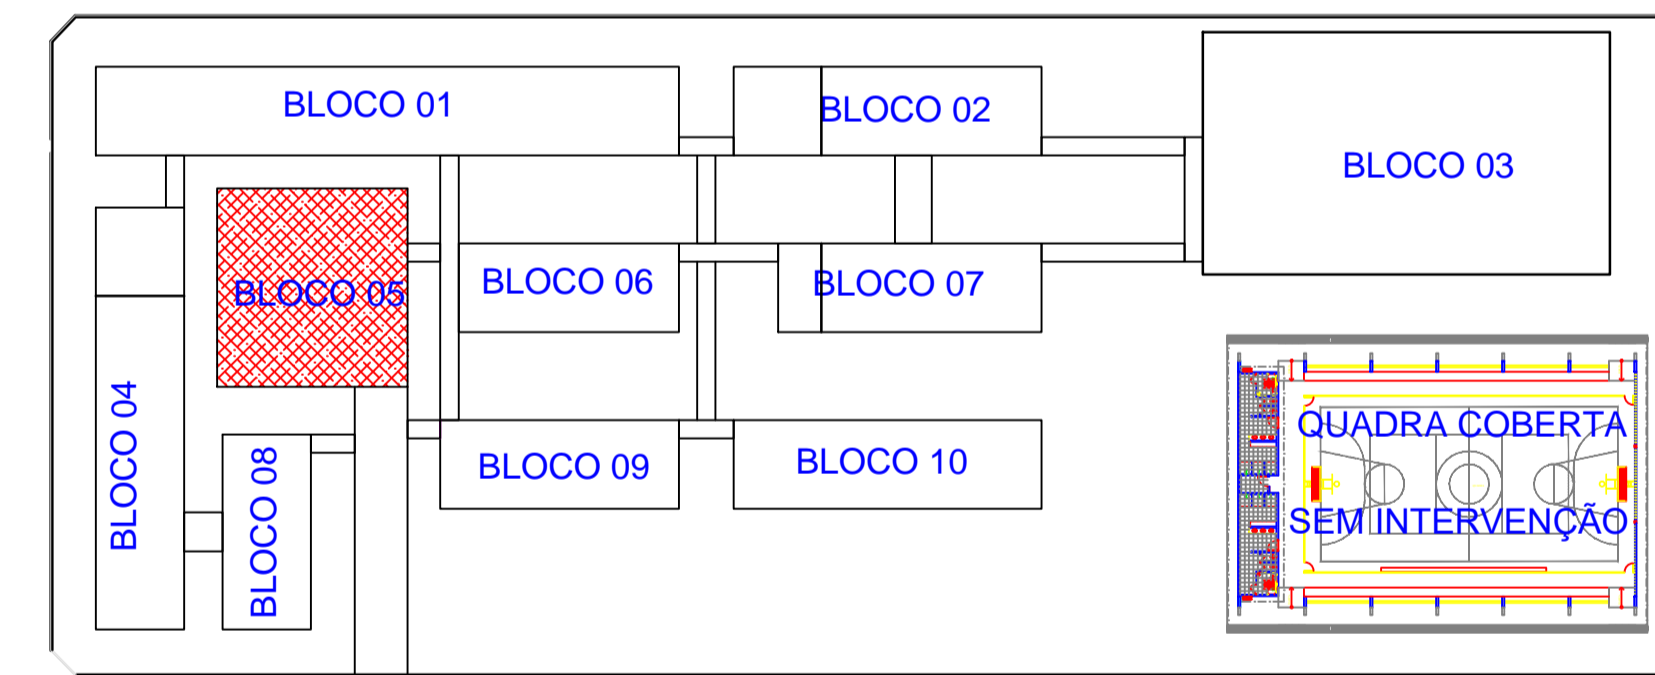 BLOCO 01
BLOCO 02
BLOCO 03
BLOCO 04
BLOCO 05
BLOCO 06
BLOCO 07
BLOCO 08
BLOCO 09
BLOCO 10
QUADRA COBERTA
SEM INTERVENÇÃO